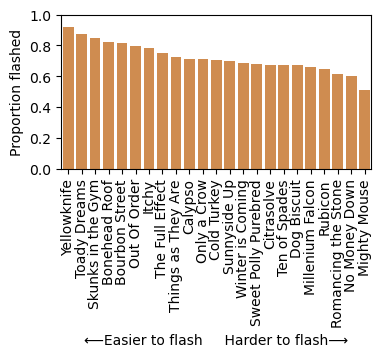 Proportion flashed
1.0
0.8
0.6
0.4
0.2
0.0
Yellowknife
Toady Dreams
Skunks in the Gym
Bonehead Roof
Bourbon Street
Out Of Order
Itchy
The Full Effect
Things as They Are
Calypso
Only a Crow
Cold Turkey
Sunnyside Up
Winter is Coming
Sweet Polly Purebred
Citrasolve
Ten of Spades
Dog Biscuit
Millenium Falcon
Rubicon
Romancing the Stone
No Money Down
Mighty Mouse
⟵Easier to flash Harder to flash⟶